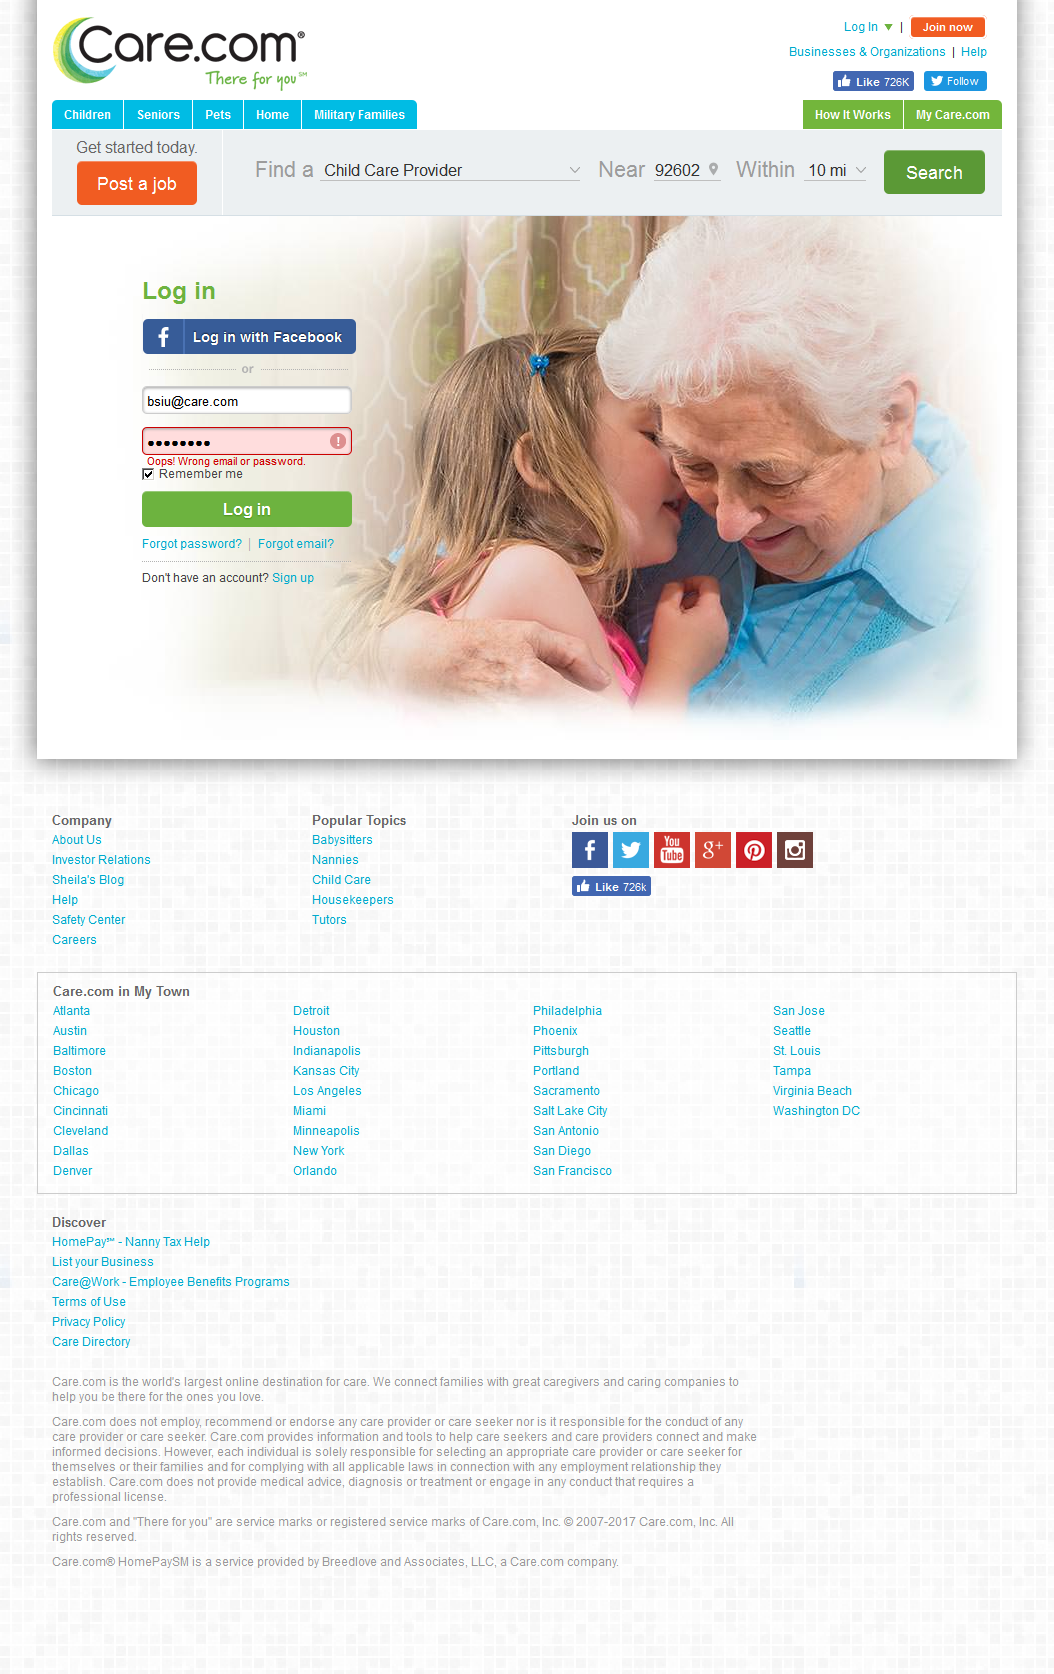 Care.com®
There for you℠
Log In | Join now
Businesses & Organizations | Help
Like 726K Follow
Children Seniors Pets Home Military Families How It Works My Care.com
Get started today.
Post a job
Find a Child Care Provider Near 92602 Within 10 mi Search
Log in
f Log in with Facebook
or
bsiu@care.com
••••••••
Oops! Wrong email or password.
Remember me
Log in
Forgot password? | Forgot email?
Don't have an account? Sign up
Company
About Us
Investor Relations
Sheila's Blog
Help
Safety Center
Careers
Popular Topics
Babysitters
Nannies
Child Care
Housekeepers
Tutors
Join us on
You Tube g+
Like 726k
Care.com in My Town
Atlanta
Austin
Baltimore
Boston
Chicago
Cincinnati
Cleveland
Dallas
Denver
Detroit
Houston
Indianapolis
Kansas City
Los Angeles
Miami
Minneapolis
New York
Orlando
Philadelphia
Phoenix
Pittsburgh
Portland
Sacramento
Salt Lake City
San Antonio
San Diego
San Francisco
San Jose
Seattle
St. Louis
Tampa
Virginia Beach
Washington DC
Discover
HomePay℠ - Nanny Tax Help
List your Business
Care@Work - Employee Benefits Programs
Terms of Use
Privacy Policy
Care Directory
Care.com is the world's largest online destination for care. We connect families with great caregivers and caring companies to
help you be there for the ones you love.
Care.com does not employ, recommend or endorse any care provider or care seeker nor is it responsible for the conduct of any
care provider or care seeker. Care.com provides information and tools to help care seekers and care providers connect and make
informed decisions. However, each individual is solely responsible for selecting an appropriate care provider or care seeker for
themselves or their families and for complying with all applicable laws in connection with any employment relationship they
establish. Care.com does not provide medical advice, diagnosis or treatment or engage in any conduct that requires a
professional license.
Care.com and "There for you" are service marks or registered service marks of Care.com, Inc. © 2007-2017 Care.com, Inc. All
rights reserved.
Care.com® HomePaySM is a service provided by Breedlove and Associates, LLC, a Care.com company.